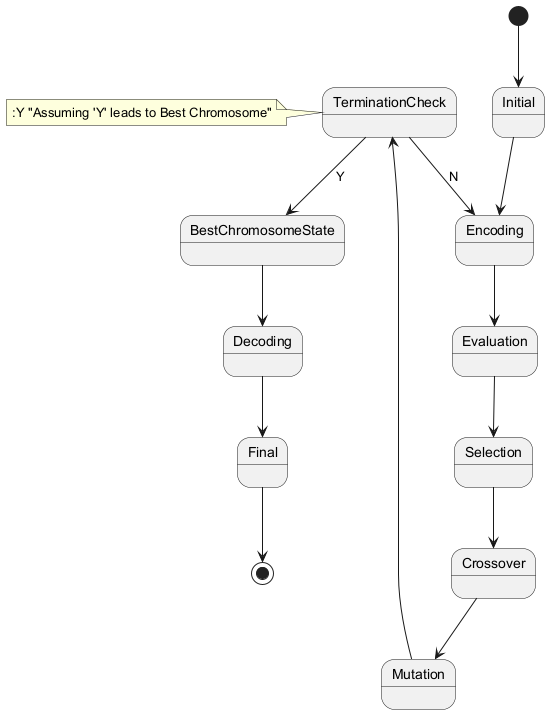 :Y "Assuming 'Y' leads to Best Chromosome"
TerminationCheck
Initial
Y
N
BestChromosomeState
Encoding
Decoding
Evaluation
Final
Selection
Crossover
Mutation